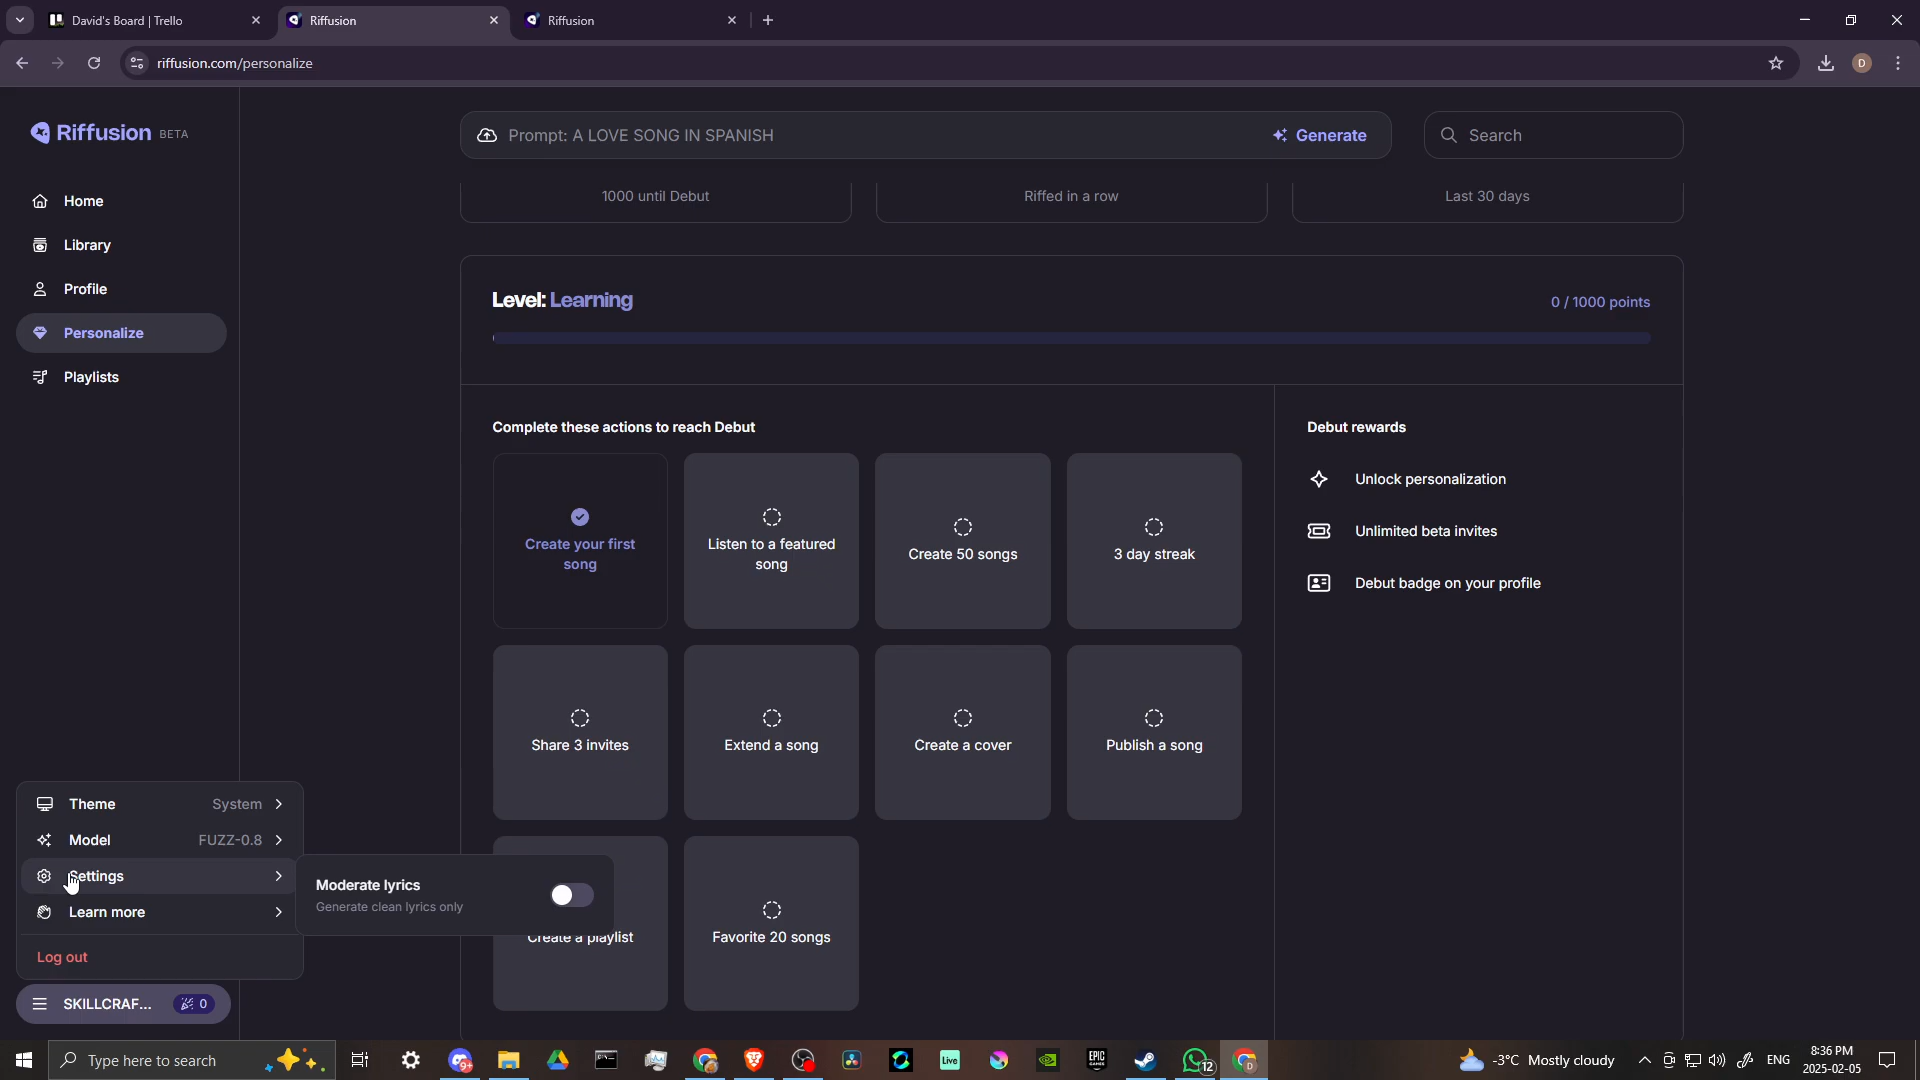 David's Board | Trello
Riffusion
Riffusion
riffusion.com/personalize
D
Riffusion BETA
Prompt: A LOVE SONG IN SPANISH
Generate
Search
Home
Library
Profile
Personalize
Playlists
1000 until Debut
Riffed in a row
Last 30 days
Level: Learning
0 / 1000 points
Complete these actions to reach Debut
Debut rewards
Create your first
song
Listen to a featured
song
Create 50 songs
3 day streak
Unlock personalization
Unlimited beta invites
Debut badge on your profile
Share 3 invites
Extend a song
Create a cover
Publish a song
Create a playlist
Favorite 20 songs
Theme System
Model FUZZ-0.8
Settings
Learn more
Log out
Moderate lyrics
Generate clean lyrics only
SKILLCRAF... 0
Type here to search
9+
Live
EPIC
GAMES
12
D
-3°C Mostly cloudy
ENG
8:36 PM
2025-02-05